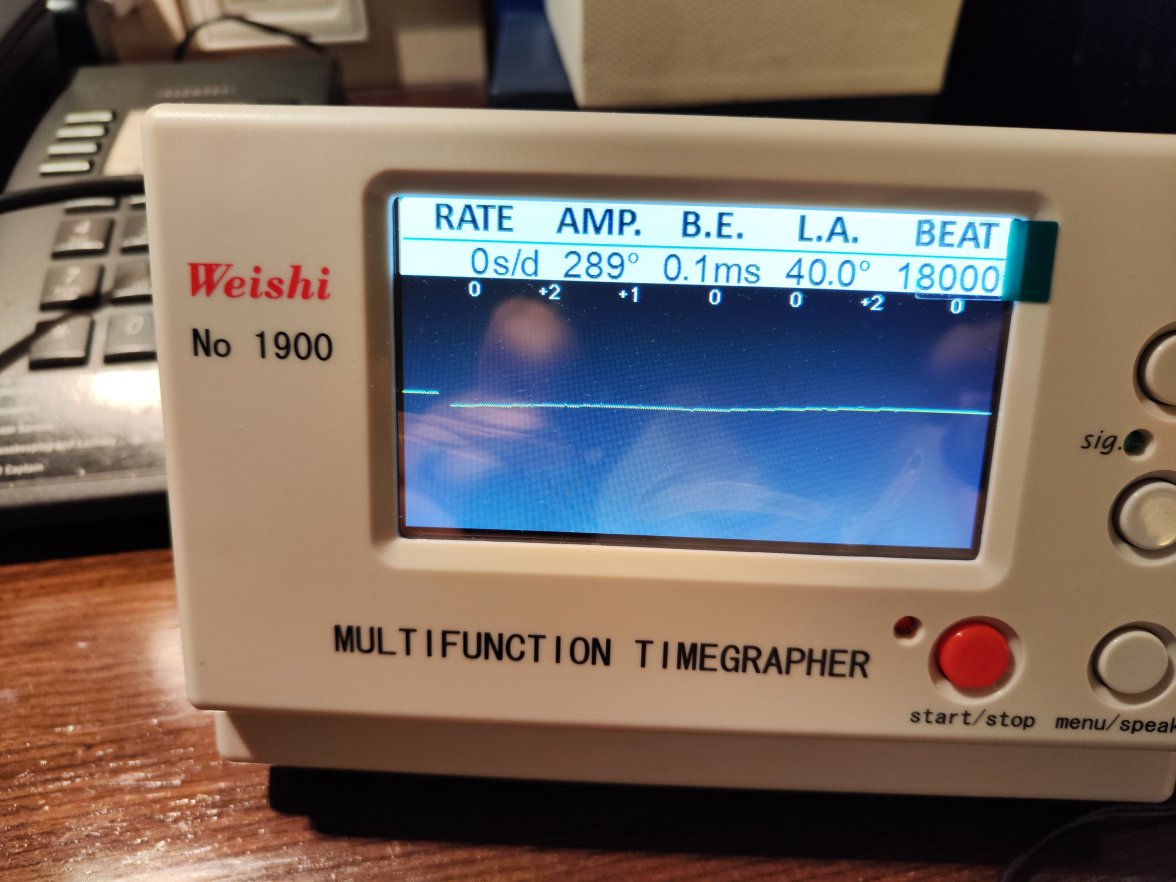 RATE AMP. B.E. L.A. BEAT
0s/d 289° 0.1ms 40.0° 18000
0 +2 +1 0 0 +2 0
Weishi
No 1900
sig.
MULTIFUNCTION TIMEGRAPHER
start/stop menu/speak